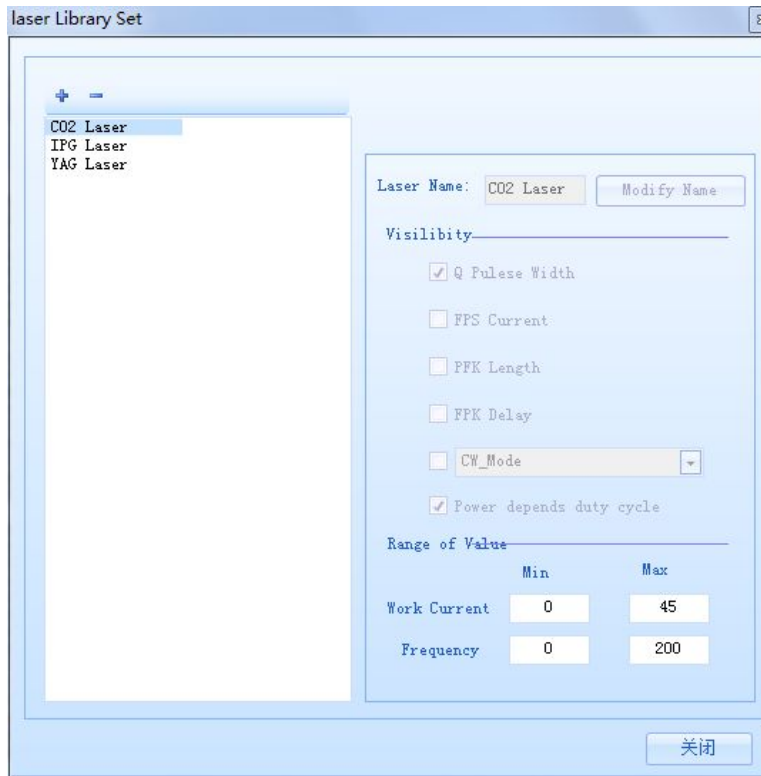 laser Library Set
CO2 Laser
IPG Laser
YAG Laser
Laser Name: CO2 Laser Modify Name
Visilibity
Q Pulese Width
FPS Current
PFK Length
FPK Delay
CW_Mode
Power depends duty cycle
Range of Value
Min Max
Work Current 0 45
Frequency 0 200
关闭